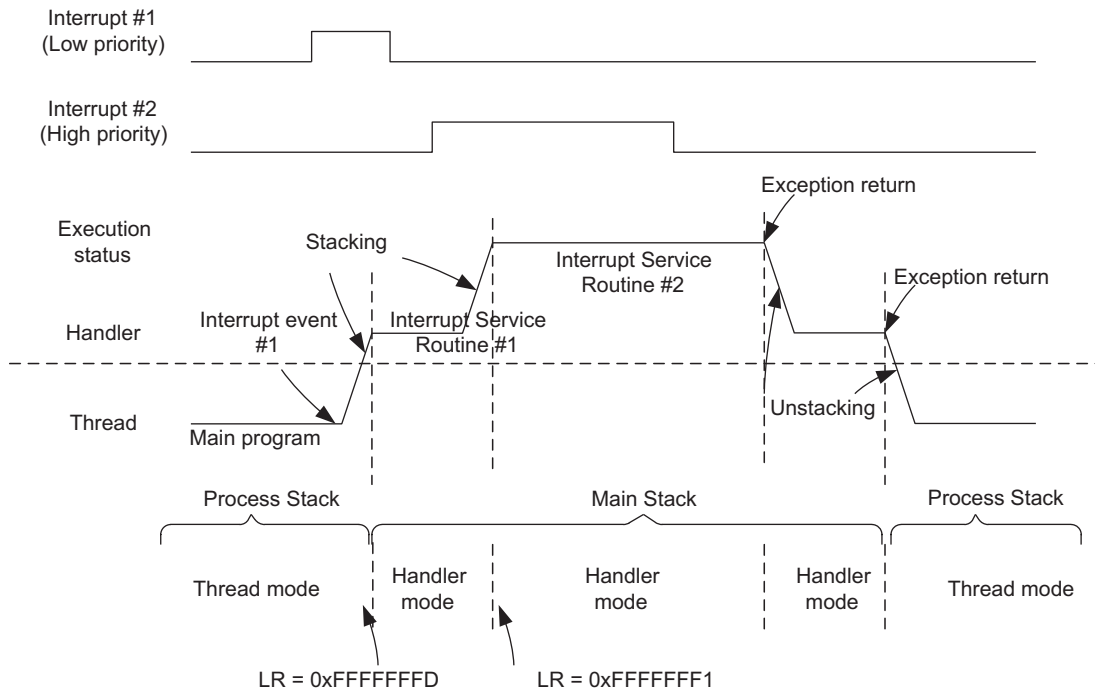 Interrupt #1
(Low priority)
Interrupt #2
(High priority)
Exception return
Execution
status
Stacking
Interrupt Service
Routine #2
Exception return
Interrupt event
#1
Handler
Interrupt Service
Routine #1
Thread
Unstacking
Main program
Process Stack
Main Stack
Process Stack
Thread mode
Handler
mode
Handler
mode
Handler
mode
Thread mode
LR = 0xFFFFFFFD
LR = 0xFFFFFFF1